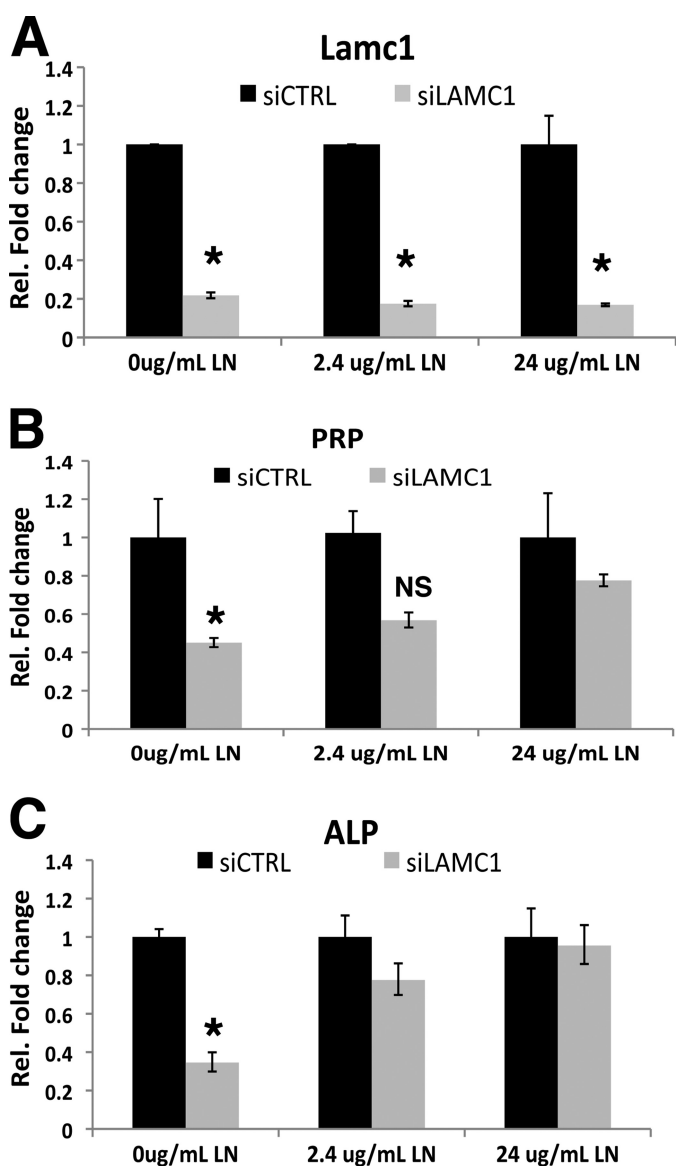 A
Lamc1
siCTRL siLAMC1
Rel. Fold change
1.4
1.2
1
0.8
0.6
0.4
0.2
0
* * *
0ug/mL LN 2.4 ug/mL LN 24 ug/mL LN
B
PRP
siCTRL siLAMC1
Rel. Fold change
1.4
1.2
1
0.8
0.6
0.4
0.2
0
* NS
0ug/mL LN 2.4 ug/mL LN 24 ug/mL LN
C
ALP
siCTRL siLAMC1
Rel. Fold change
1.4
1.2
1
0.8
0.6
0.4
0.2
0
*
0ug/mL LN 2.4 ug/mL LN 24 ug/mL LN